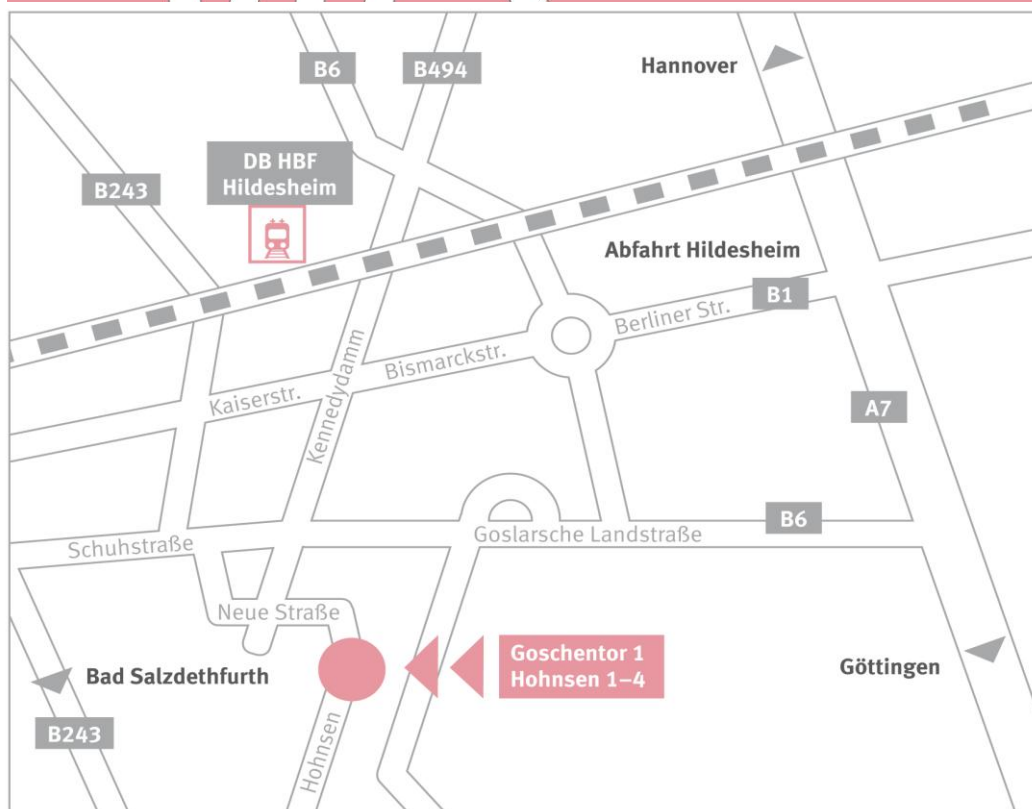 B6
B494
Hannover
DB HBF
Hildesheim
B243
Abfahrt Hildesheim
B1
Berliner Str.
Bismarckstr.
Kennedydamm
Kaiserstr.
A7
B6
Goslarsche Landstraße
Schuhstraße
Neue Straße
Goschentor 1
Hohnsen 1–4
Göttingen
Bad Salzdethfurth
B243
Hohnsen